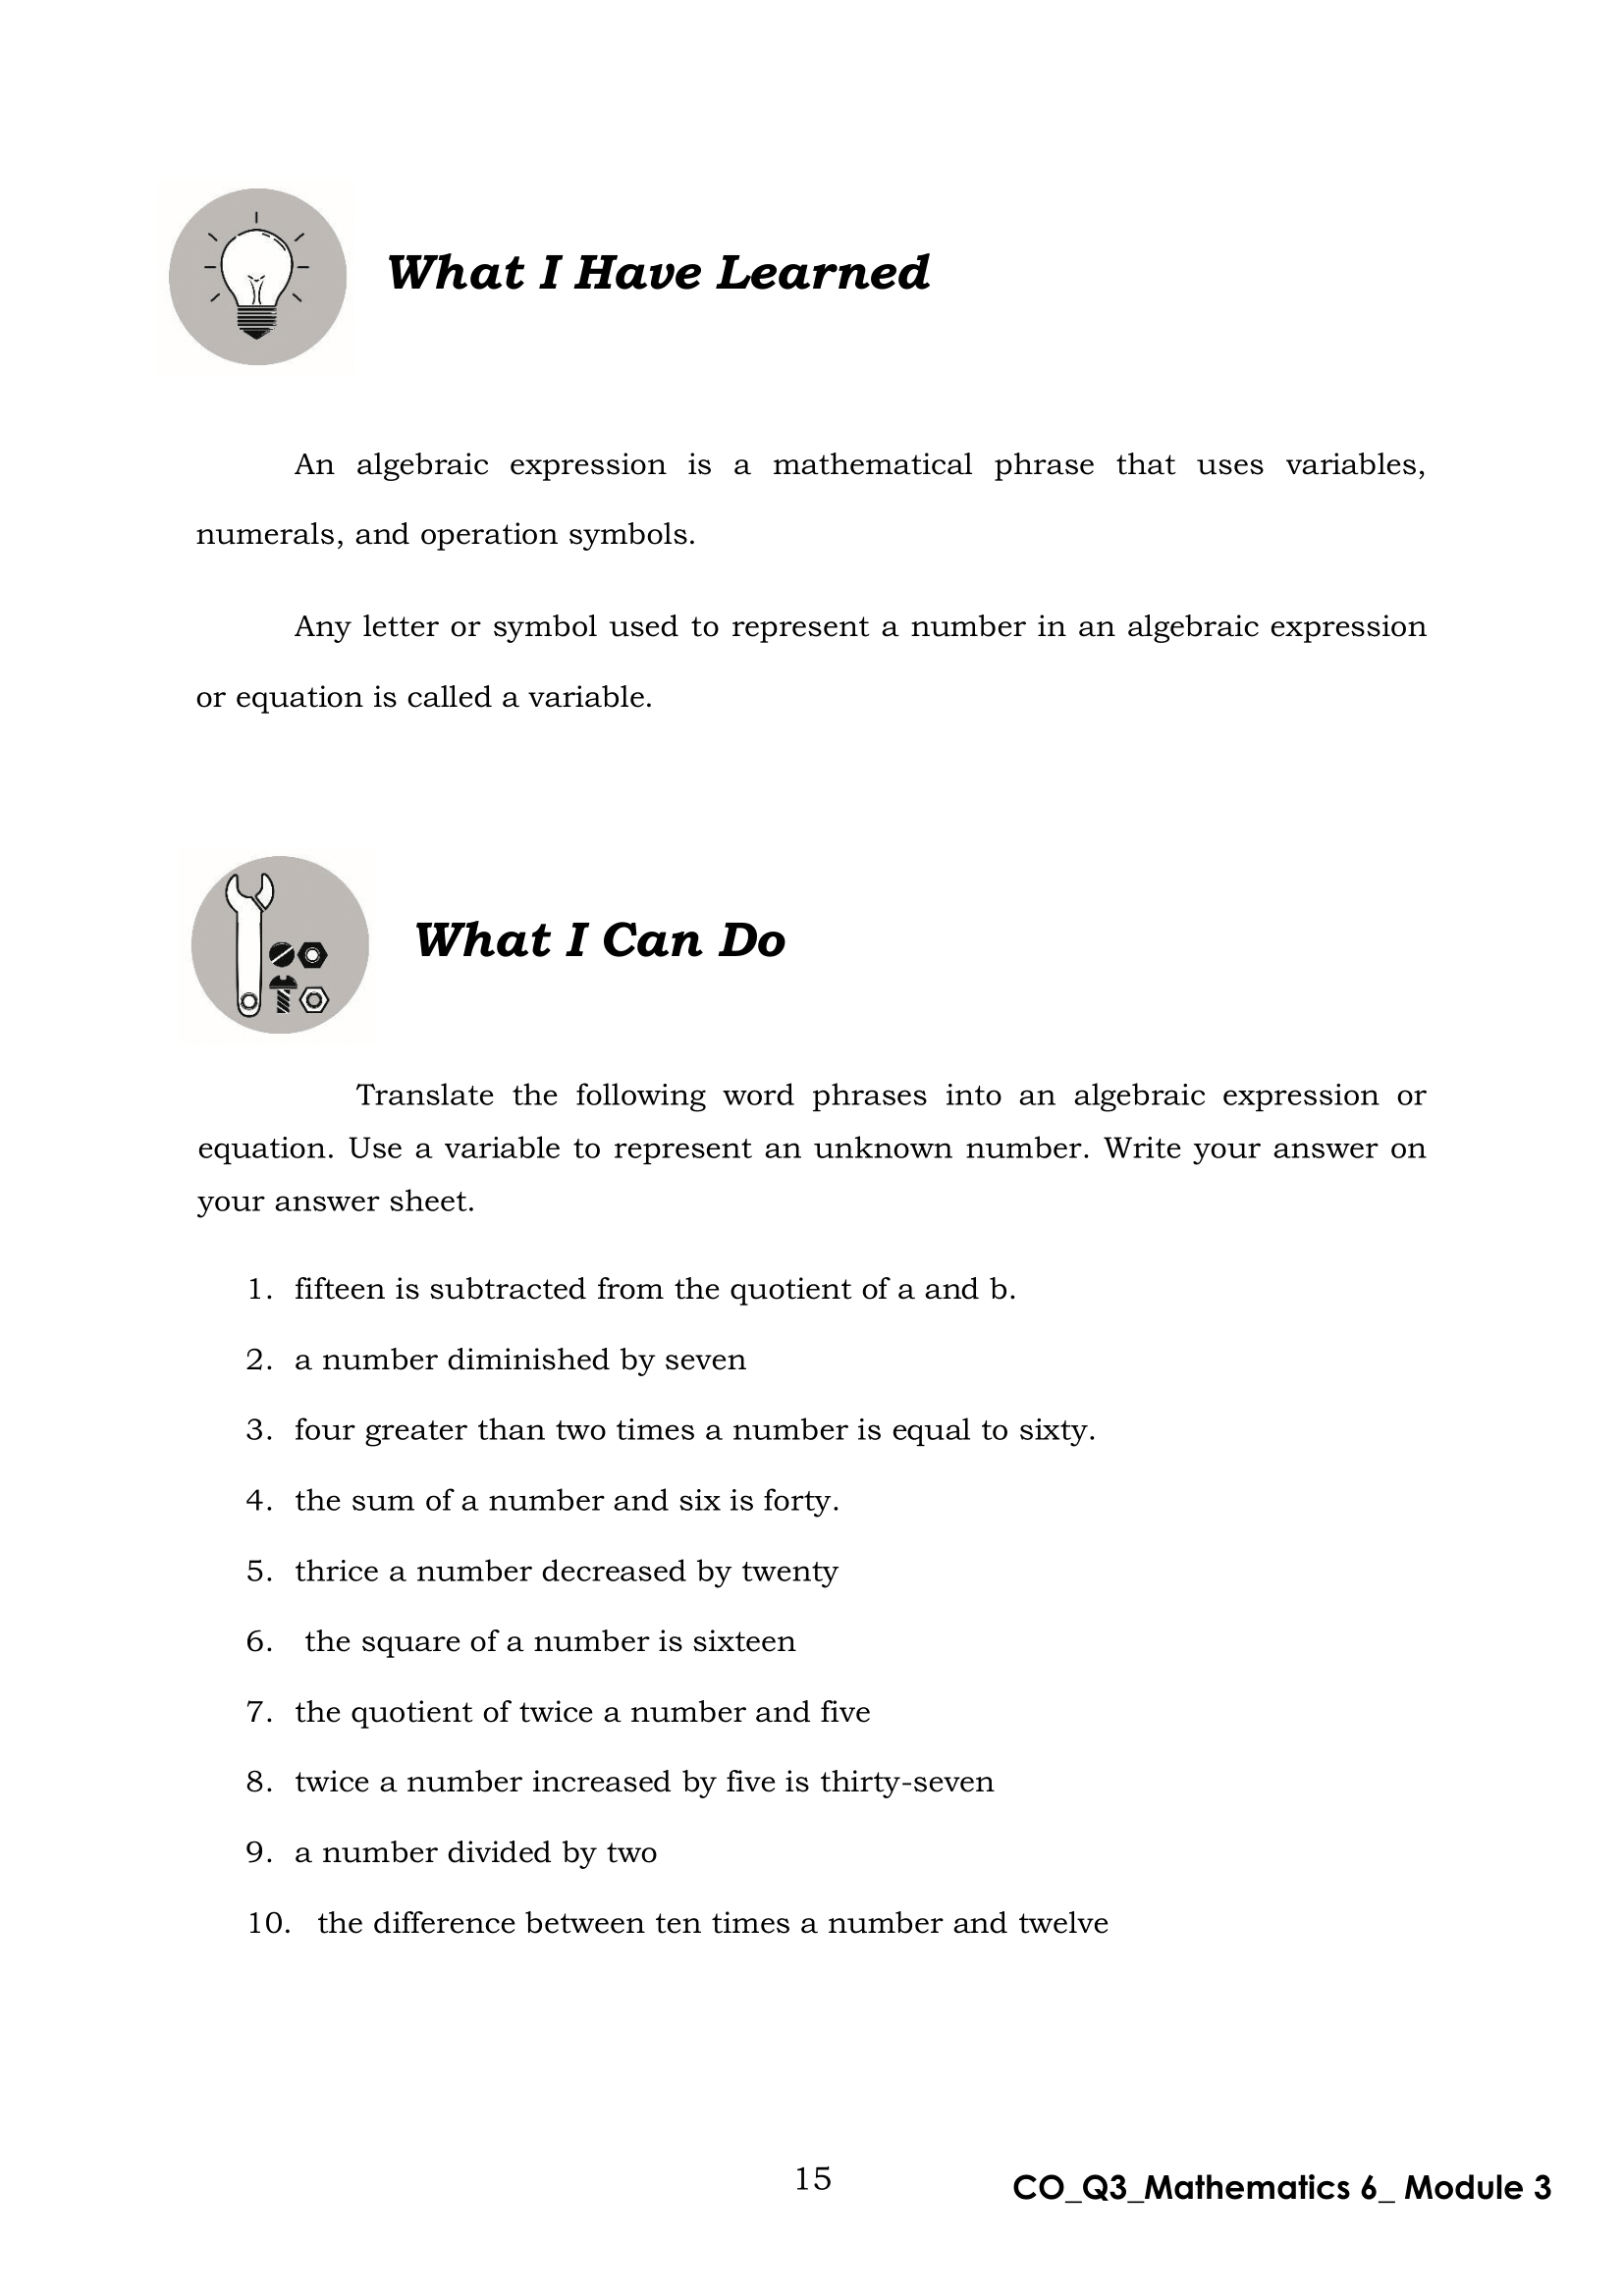 What I Have Learned
An algebraic expression is a mathematical phrase that uses variables,
numerals, and operation symbols.
Any letter or symbol used to represent a number in an algebraic expression
or equation is called a variable.
What I Can Do
Translate the following word phrases into an algebraic expression or
equation. Use a variable to represent an unknown number. Write your answer on
your answer sheet.
1. fifteen is subtracted from the quotient of a and b.
2. a number diminished by seven
3. four greater than two times a number is equal to sixty.
4. the sum of a number and six is forty.
5. thrice a number decreased by twenty
6. the square of a number is sixteen
7. the quotient of twice a number and five
8. twice a number increased by five is thirty-seven
9. a number divided by two
10. the difference between ten times a number and twelve
15
CO_Q3_Mathematics 6_ Module 3